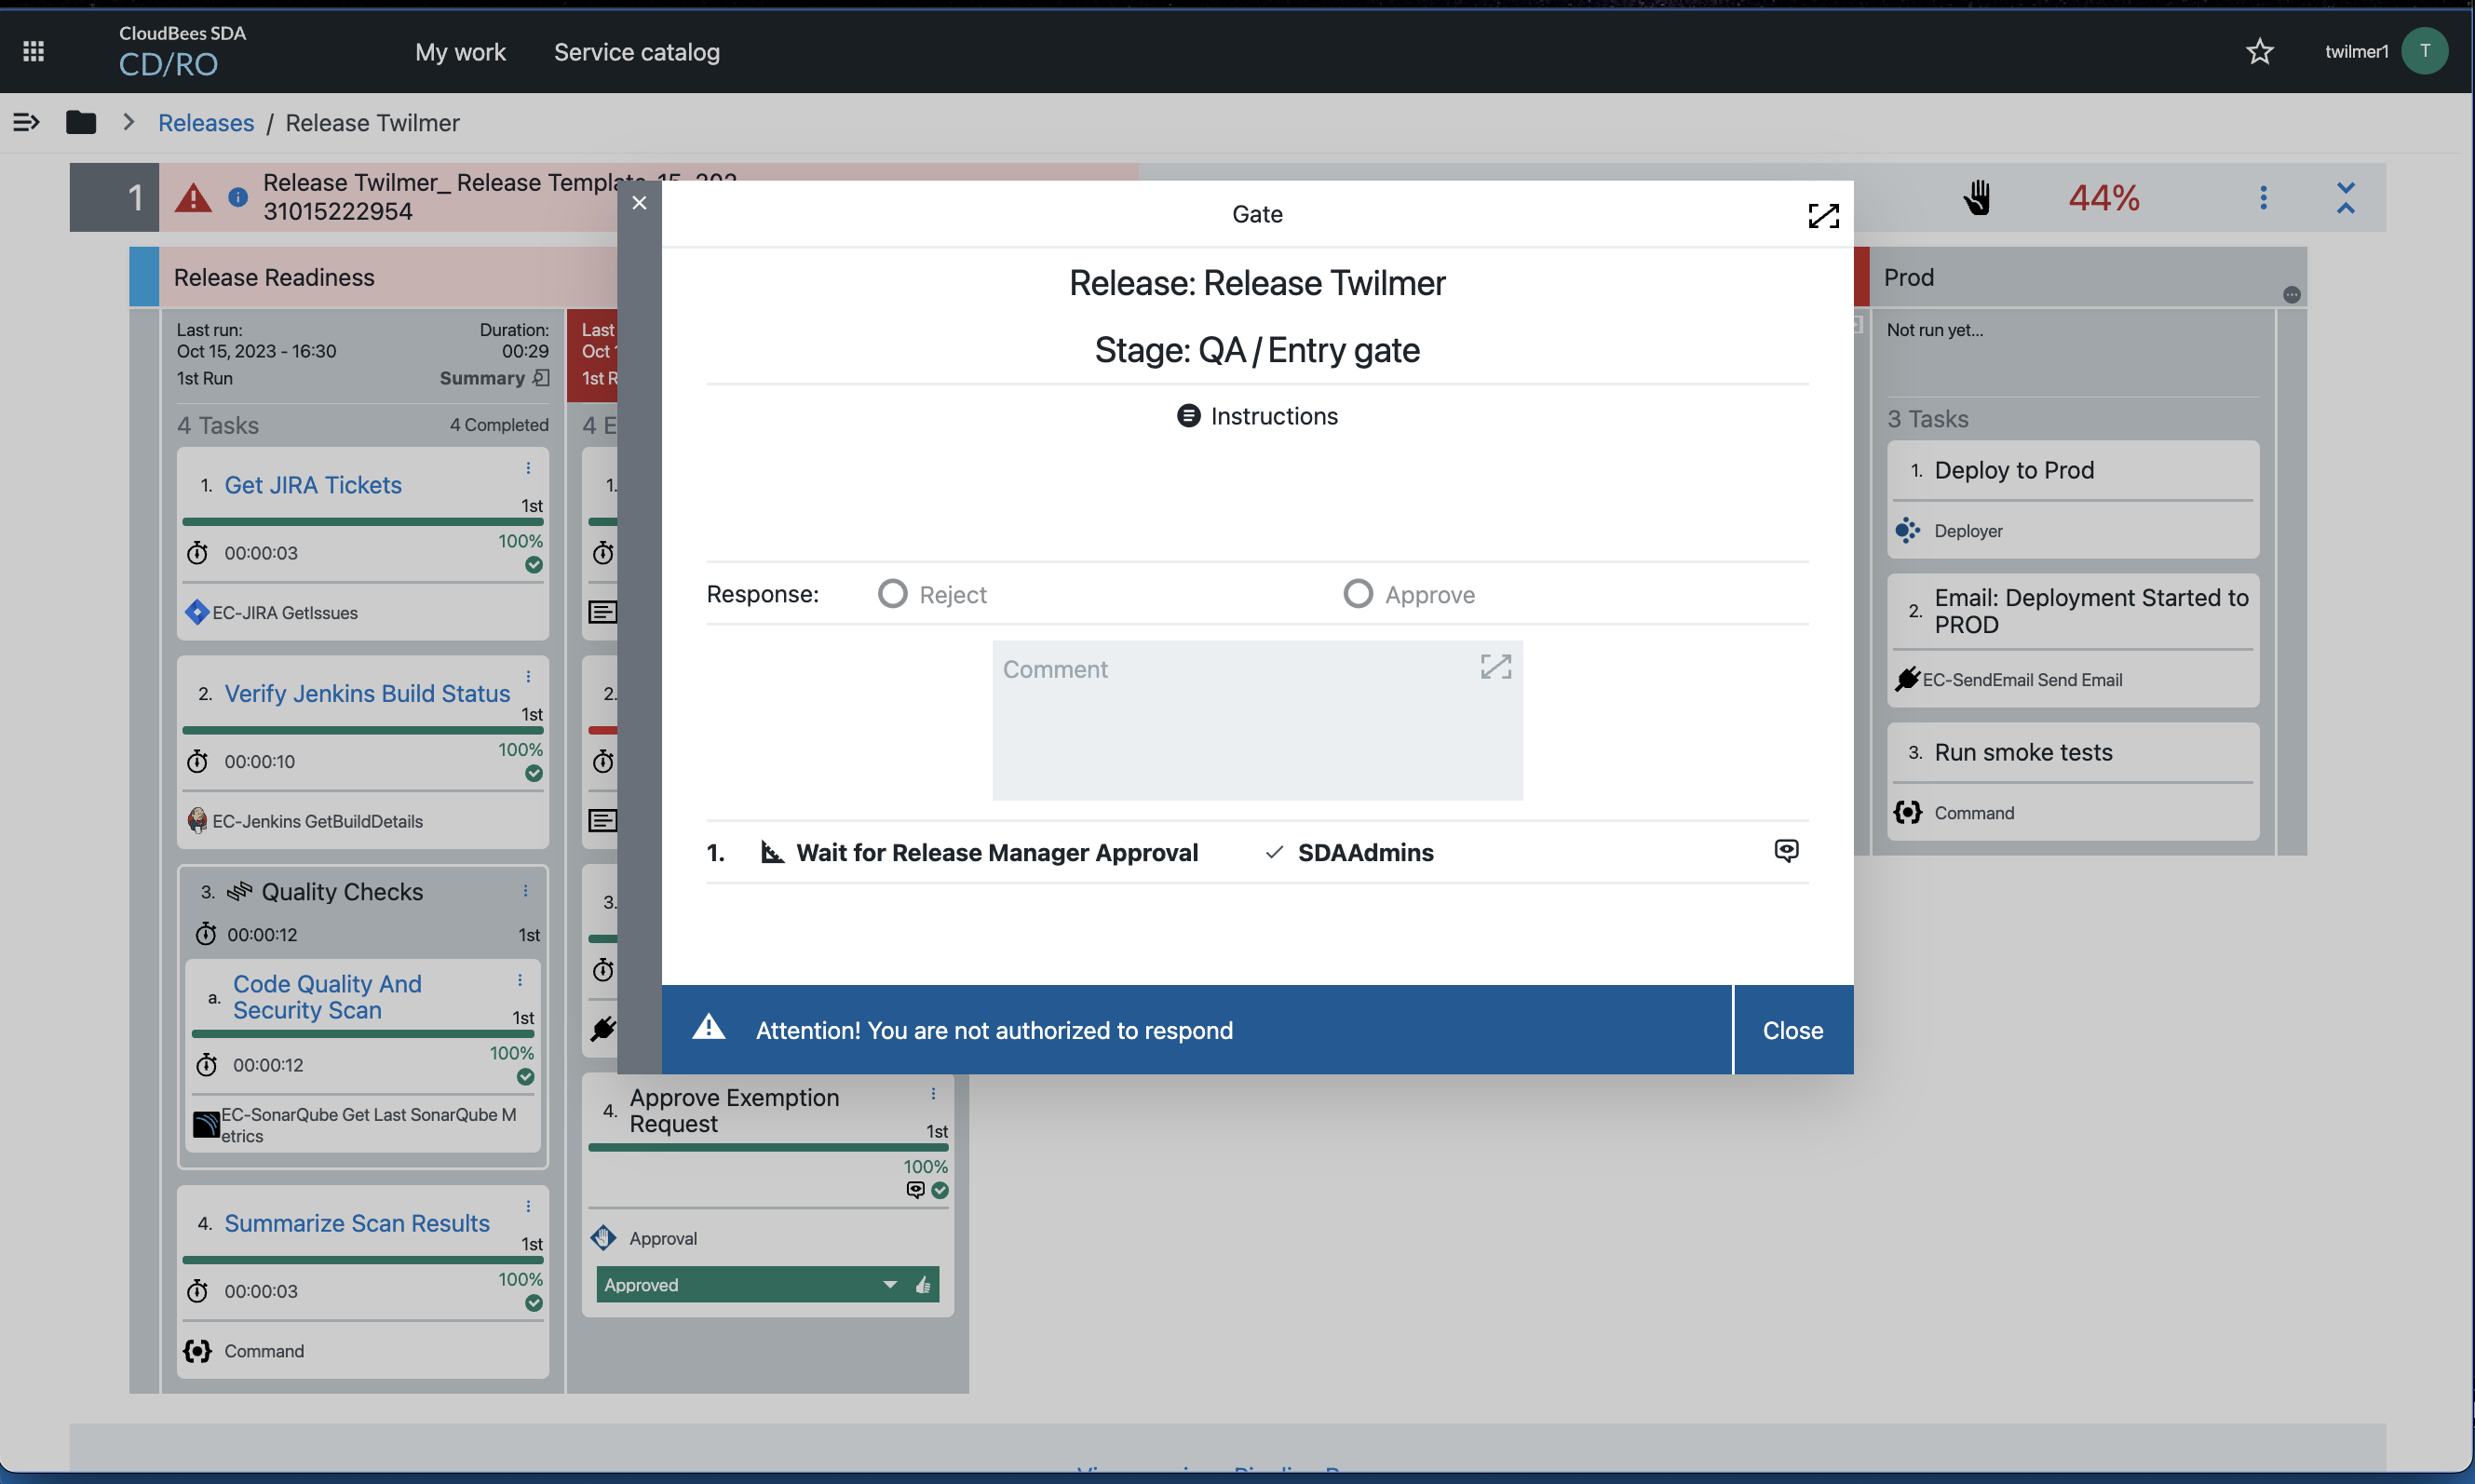 CloudBees SDA
CD/RO
My work
Service catalog
twilmer1
T
Releases / Release Twilmer
1
Release Twilmer_ Release Template_15_202
31015222954
44%
Release Readiness
Last run:
Duration:
Oct 15, 2023 - 16:30
00:29
1st Run
Summary
4 Tasks
4 Completed
1. Get JIRA Tickets
1st
100%
00:00:03
EC-JIRA GetIssues
2. Verify Jenkins Build Status
1st
100%
00:00:10
EC-Jenkins GetBuildDetails
3. Quality Checks
00:00:12
1st
a. Code Quality And
Security Scan
1st
100%
00:00:12
EC-SonarQube Get Last SonarQube M
etrics
4. Summarize Scan Results
1st
100%
00:00:03
Command
Last
Oct
1st R
4 E
1.
2.
3.
4. Approve Exemption
Request
1st
100%
Approval
Approved
Gate
Release: Release Twilmer
Stage: QA / Entry gate
Instructions
Response:
Reject
Approve
Comment
1. Wait for Release Manager Approval
SDAAdmins
Attention! You are not authorized to respond
Close
Prod
Not run yet...
3 Tasks
1. Deploy to Prod
Deployer
2. Email: Deployment Started to
PROD
EC-SendEmail Send Email
3. Run smoke tests
Command